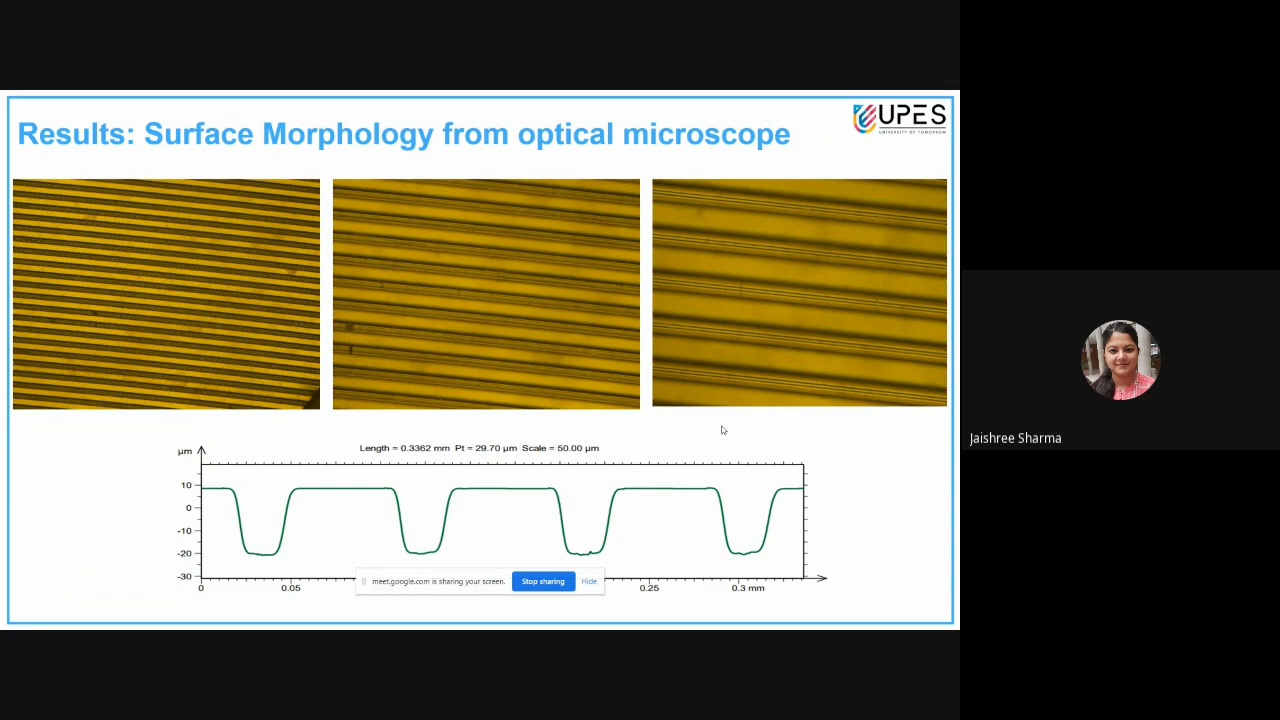 Results: Surface Morphology from optical microscope
UPES
UNIVERSITY OF TOMORROW
Length = 0.3362 mm Pt = 29.70 µm Scale = 50.00 µm
µm
10
0
-10
-20
-30
0 0.05 0.25 0.3 mm
meet.google.com is sharing your screen. Stop sharing Hide
Jaishree Sharma